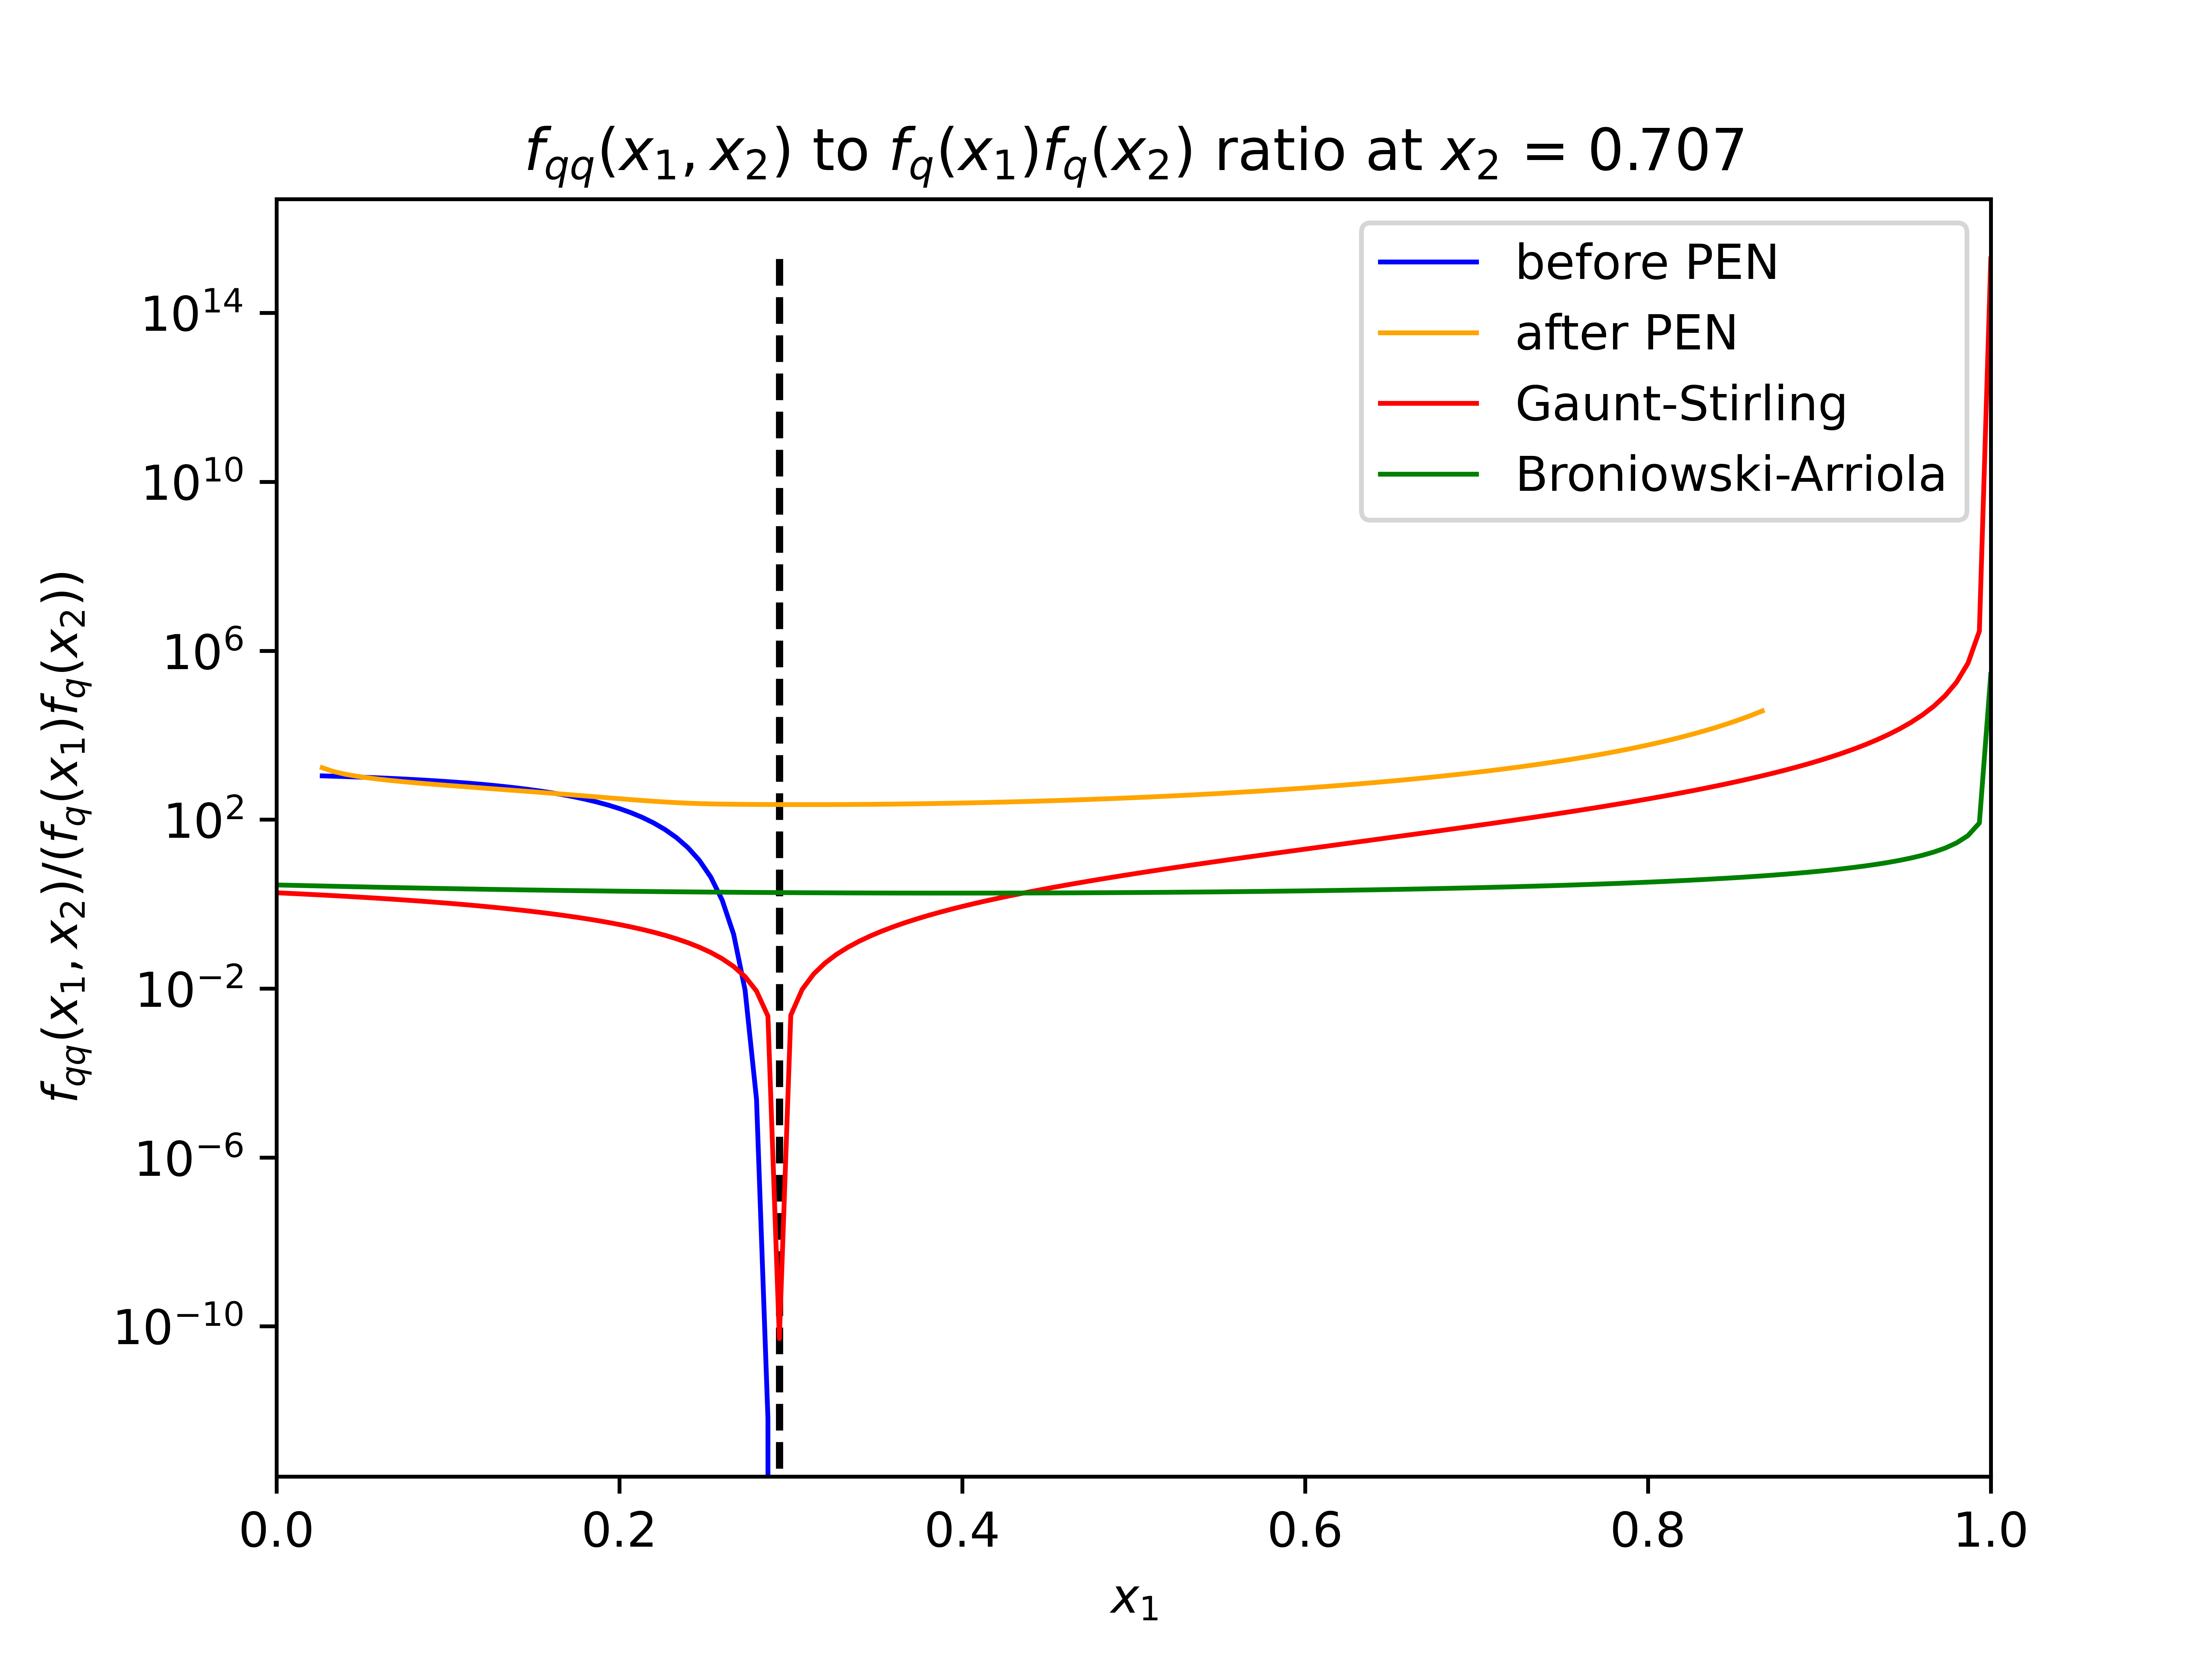 f_qq(x_1, x_2) to f_q(x_1)f_q(x_2) ratio at x_2 = 0.707
before PEN
after PEN
Gaunt-Stirling
Broniowski-Arriola
f_qq(x_1, x_2)/(f_q(x_1)f_q(x_2))
10^14
10^10
10^6
10^2
10^−2
10^−6
10^−10
0.0 0.2 0.4 0.6 0.8 1.0
x_1